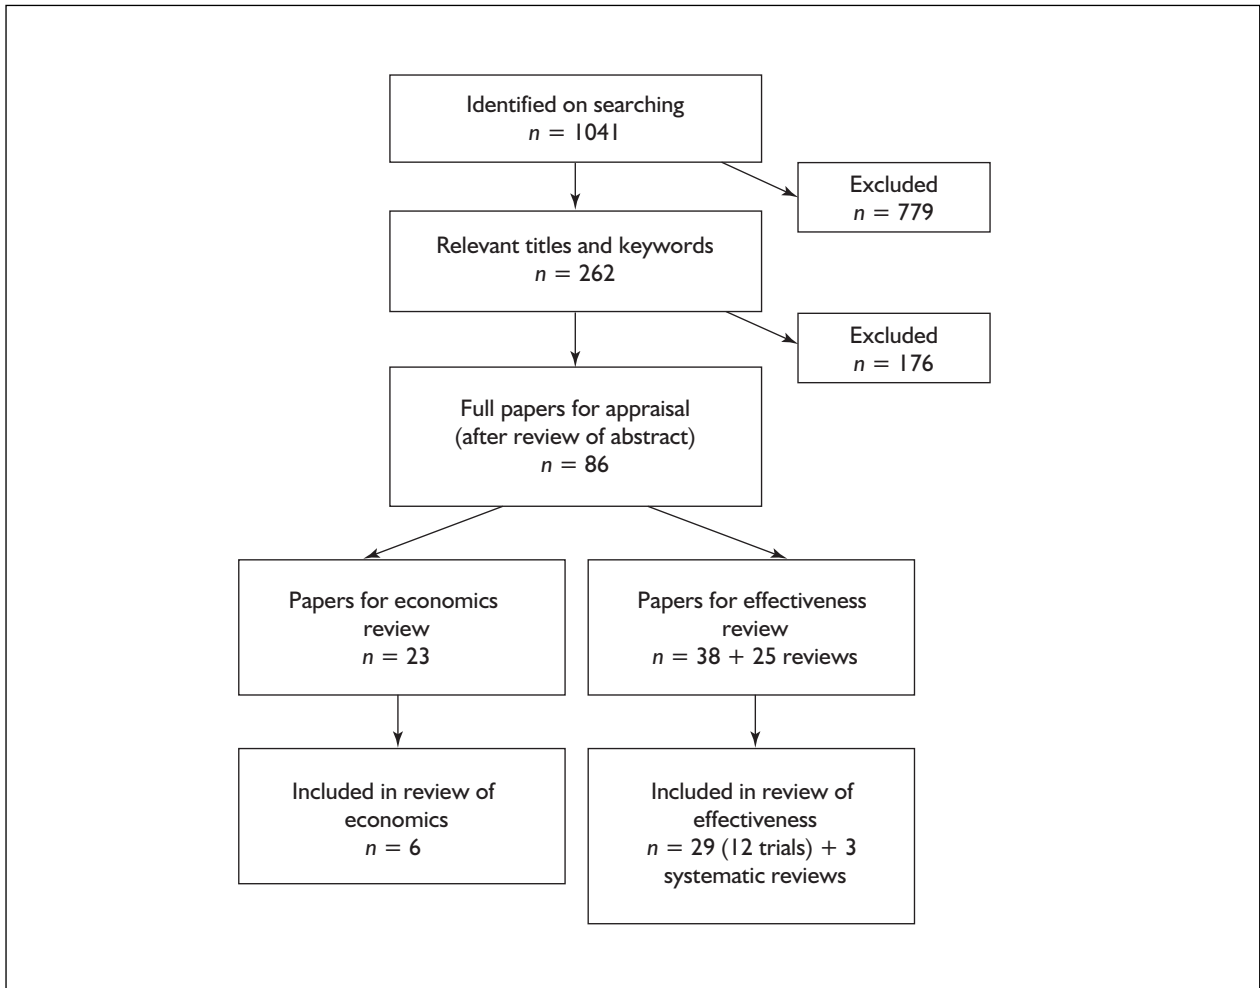 Identified on searching
n = 1041
Excluded
n = 779
Relevant titles and keywords
n = 262
Excluded
n = 176
Full papers for appraisal
(after review of abstract)
n = 86
Papers for economics
review
n = 23
Papers for effectiveness
review
n = 38 + 25 reviews
Included in review of
economics
n = 6
Included in review of
effectiveness
n = 29 (12 trials) + 3
systematic reviews